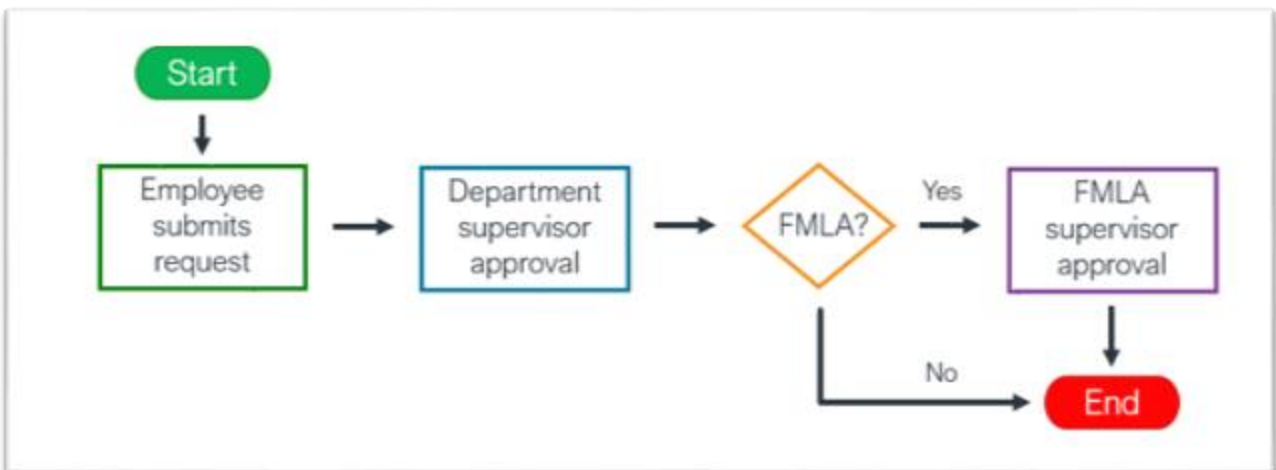 Start
Employee
submits
request
Department
supervisor
approval
FMLA?
Yes
FMLA
supervisor
approval
No
End